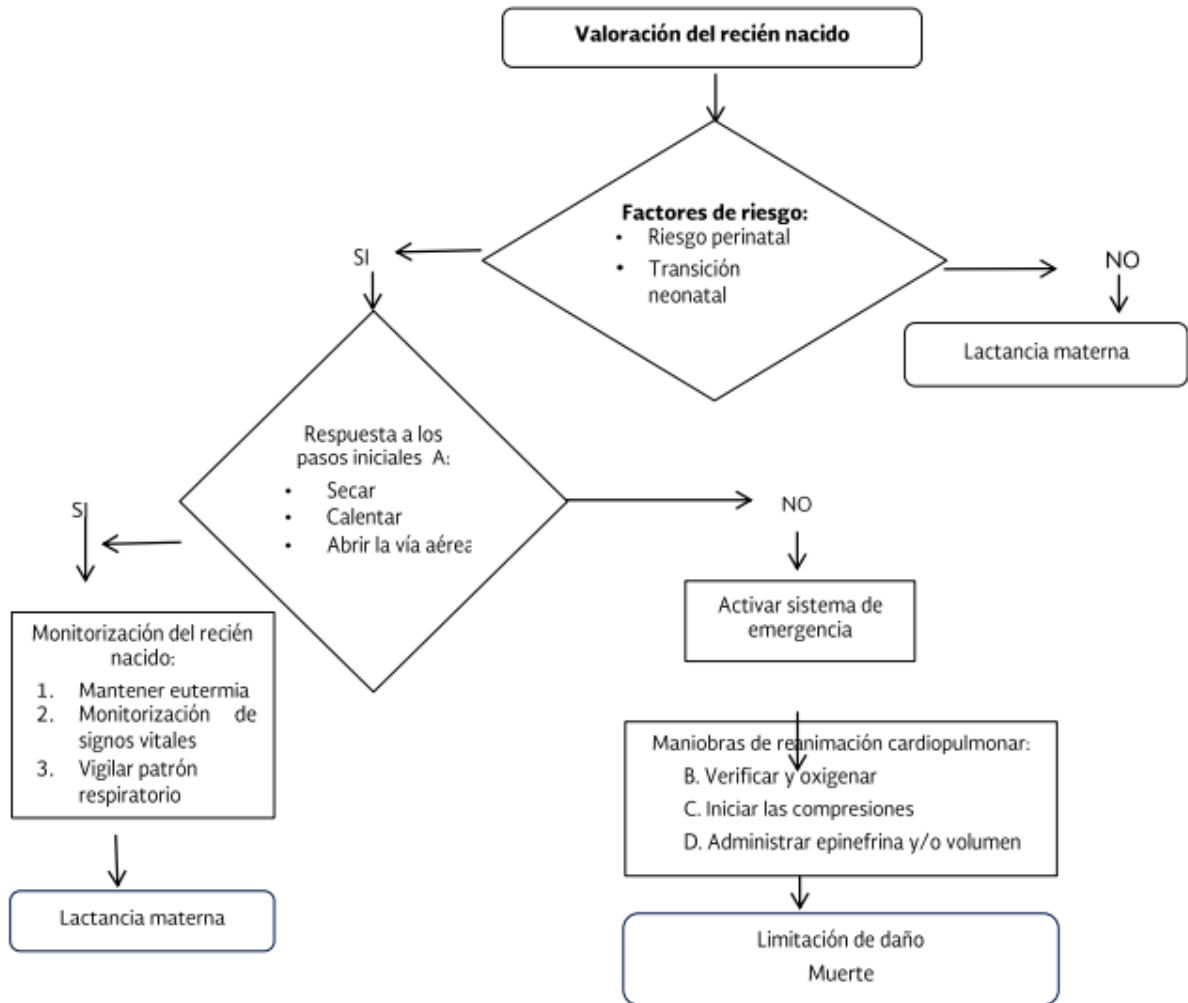 Valoración del recién nacido
Factores de riesgo:
• Riesgo perinatal
• Transición
neonatal
SI
NO
Lactancia materna
Respuesta a los
pasos iniciales A:
• Secar
• Calentar
• Abrir la vía aérea
SI
NO
Activar sistema de
emergencia
Monitorización del recién
nacido:
1. Mantener eutermia
2. Monitorización de
signos vitales
3. Vigilar patrón
respiratorio
Maniobras de reanimación cardiopulmonar:
B. Verificar y oxigenar
C. Iniciar las compresiones
D. Administrar epinefrina y/o volumen
Lactancia materna
Limitación de daño
Muerte